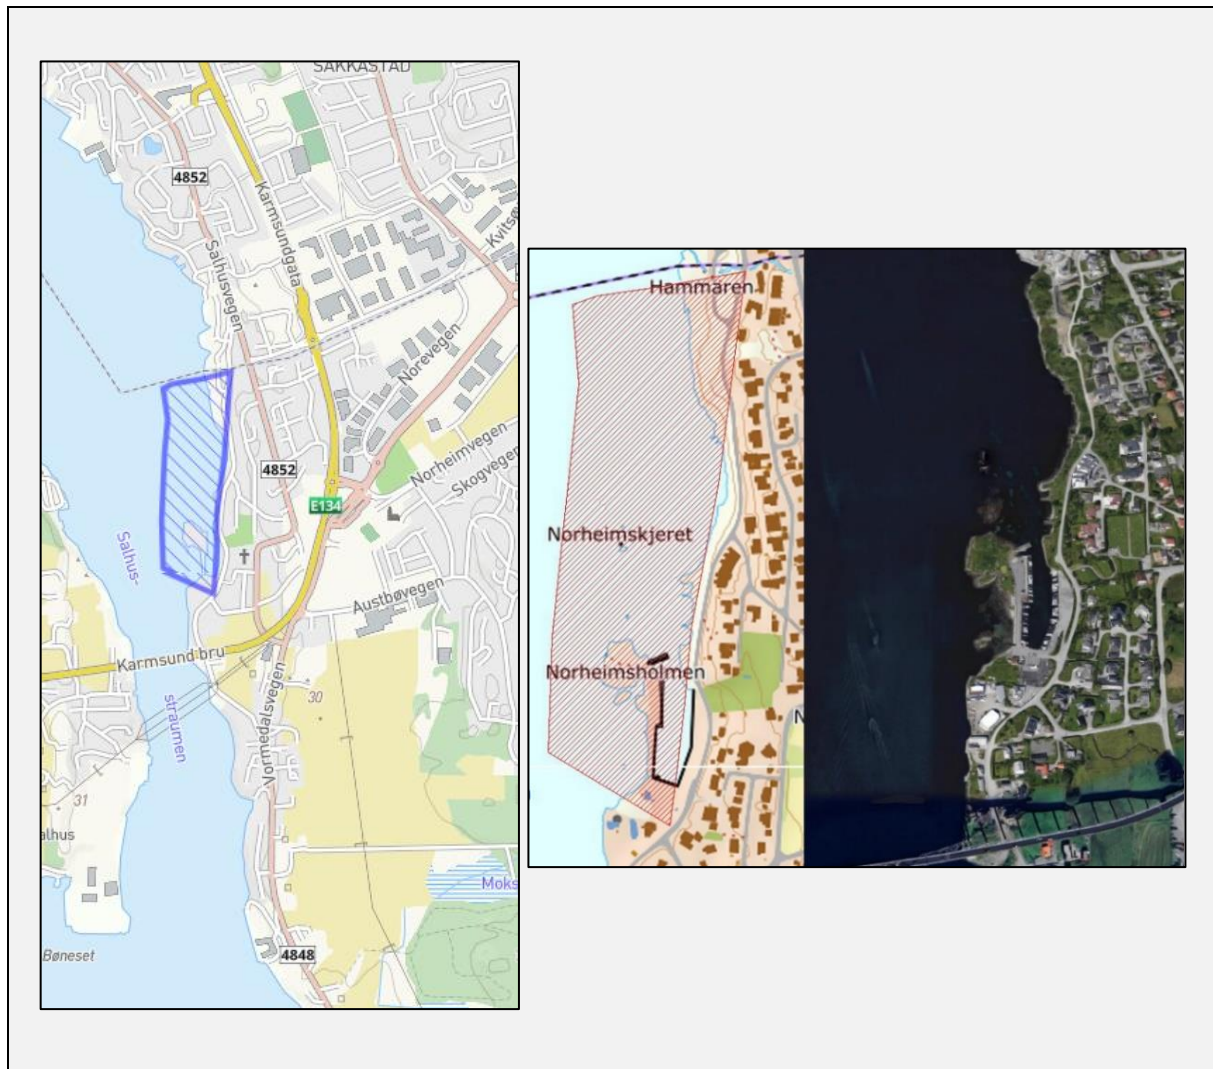 SAKKASTAD
4852
Karmsundgata
Kvitsø
Salhusvegen
Norevegen
4852
Norheimvegen
Skogvegen
E134
Salhus-
straumen
Austbøvegen
Karmsund bru
30
Vormedalsvegen
31
alhus
Moks
Bøneset
4848
Hammaren
Norheimskjeret
Norheimsholmen
N